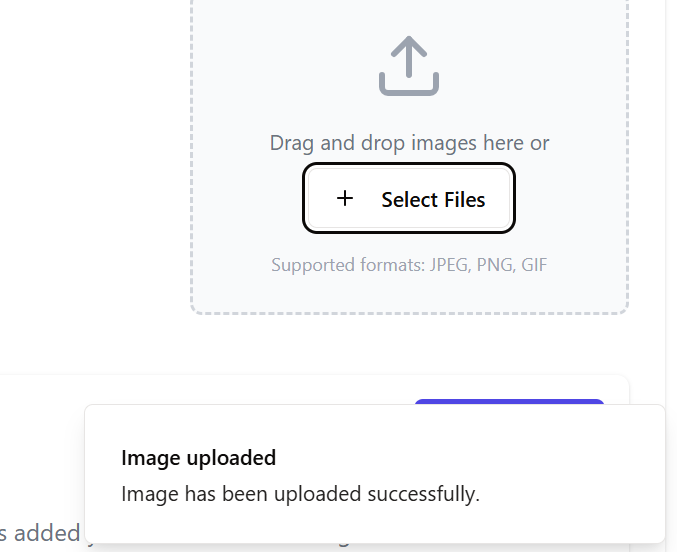 Drag and drop images here or
+ Select Files
Supported formats: JPEG, PNG, GIF
Image uploaded
Image has been uploaded successfully.
s added